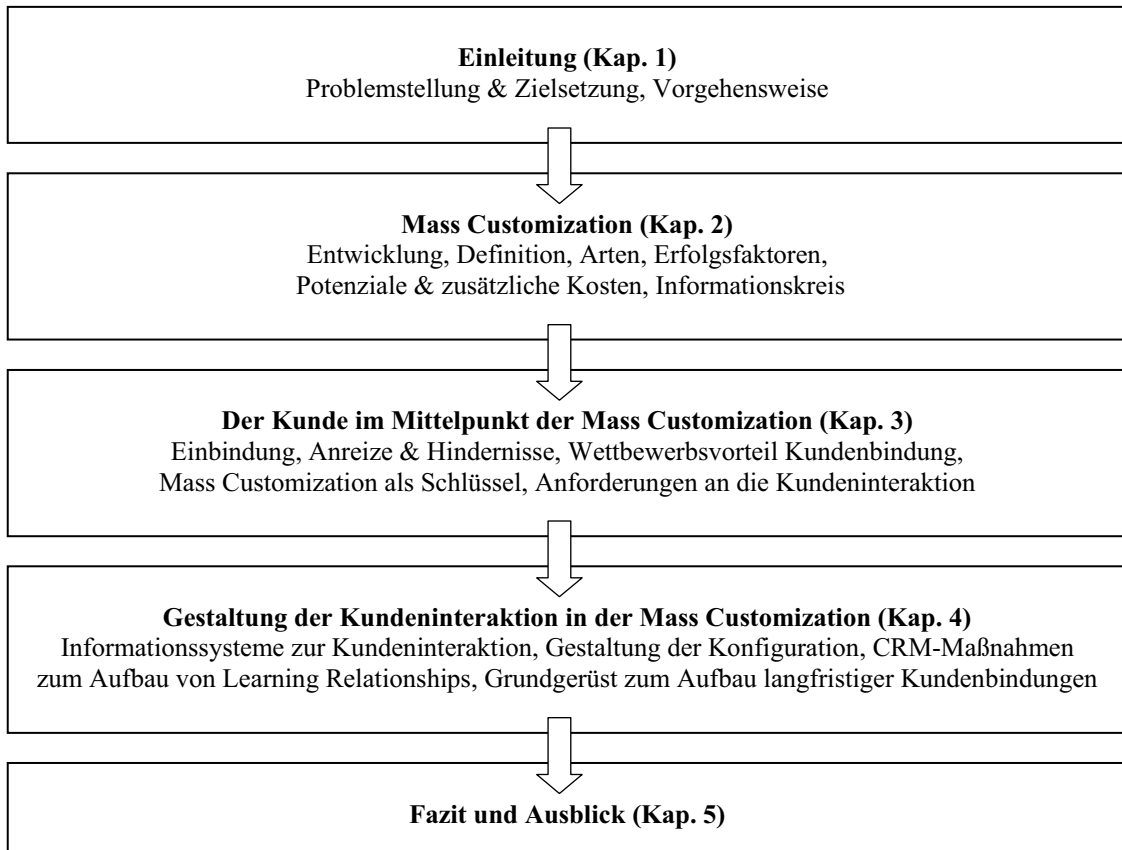 Einleitung (Kap. 1)
Problemstellung & Zielsetzung, Vorgehensweise
Mass Customization (Kap. 2)
Entwicklung, Definition, Arten, Erfolgsfaktoren,
Potenziale & zusätzliche Kosten, Informationskreis
Der Kunde im Mittelpunkt der Mass Customization (Kap. 3)
Einbindung, Anreize & Hindernisse, Wettbewerbsvorteil Kundenbindung,
Mass Customization als Schlüssel, Anforderungen an die Kundeninteraktion
Gestaltung der Kundeninteraktion in der Mass Customization (Kap. 4)
Informationssysteme zur Kundeninteraktion, Gestaltung der Konfiguration, CRM-Maßnahmen
zum Aufbau von Learning Relationships, Grundgerüst zum Aufbau langfristiger Kundenbindungen
Fazit und Ausblick (Kap. 5)